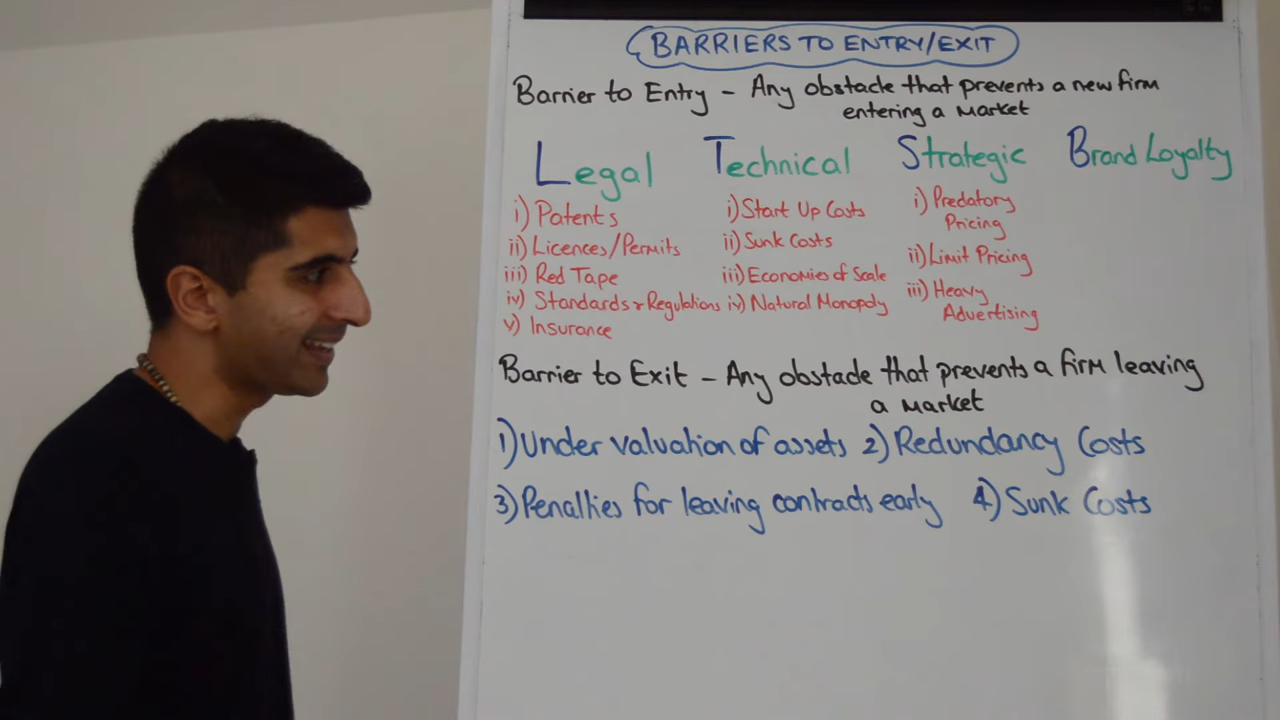 BARRIERS TO ENTRY/EXIT
Barrier to Entry - Any obstacle that prevents a new firm
entering a market
Legal
i) Patents
ii) Licences/Permits
iii) Red Tape
iv) Standards & Regulations
v) Insurance
Technical
i) Start Up Costs
ii) Sunk Costs
iii) Economies of Scale
iv) Natural Monopoly
Strategic
i) Predatory
Pricing
ii) Limit Pricing
iii) Heavy
Advertising
Brand Loyalty
Barrier to Exit - Any obstacle that prevents a firm leaving
a market
1) Under valuation of assets 2) Redundancy Costs
3) Penalties for leaving contracts early 4) Sunk Costs